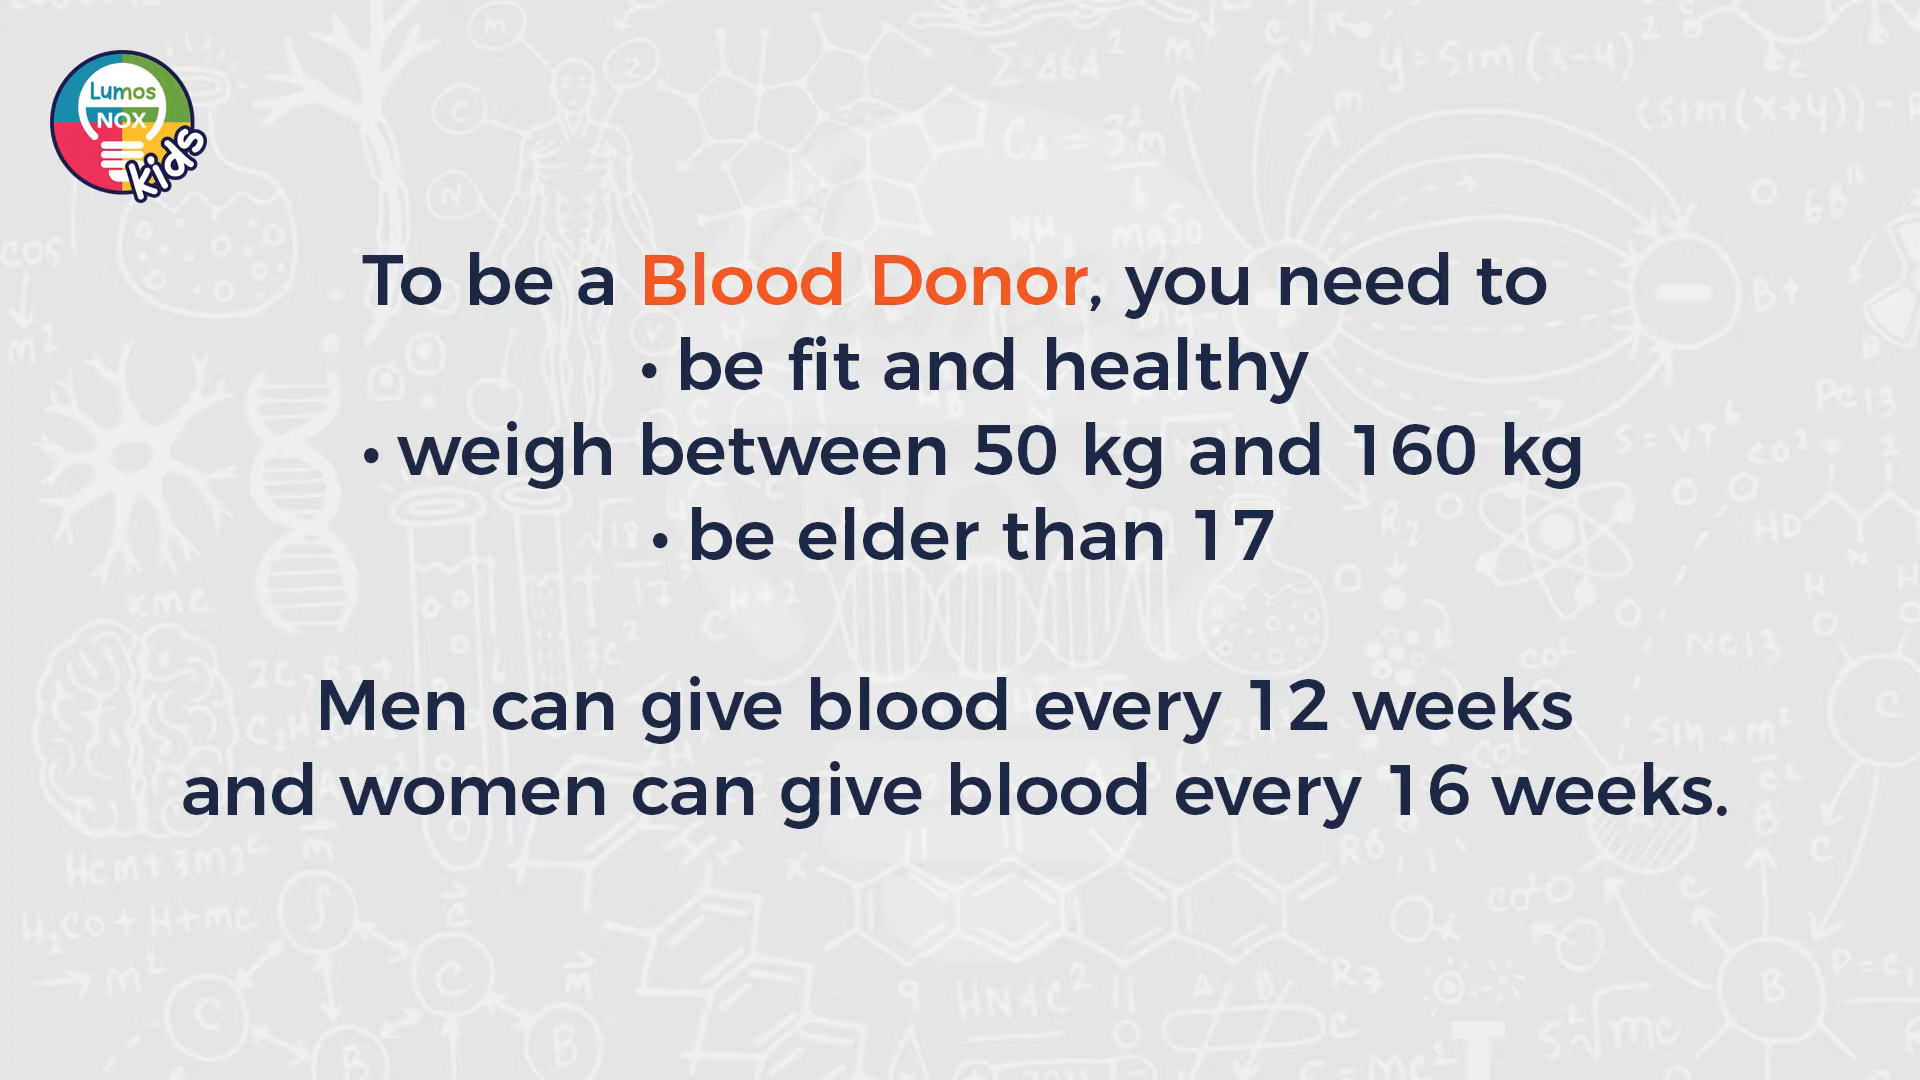 Lumos
NOX
kids
To be a Blood Donor, you need to
• be fit and healthy
• weigh between 50 kg and 160 kg
• be elder than 17
Men can give blood every 12 weeks
and women can give blood every 16 weeks.